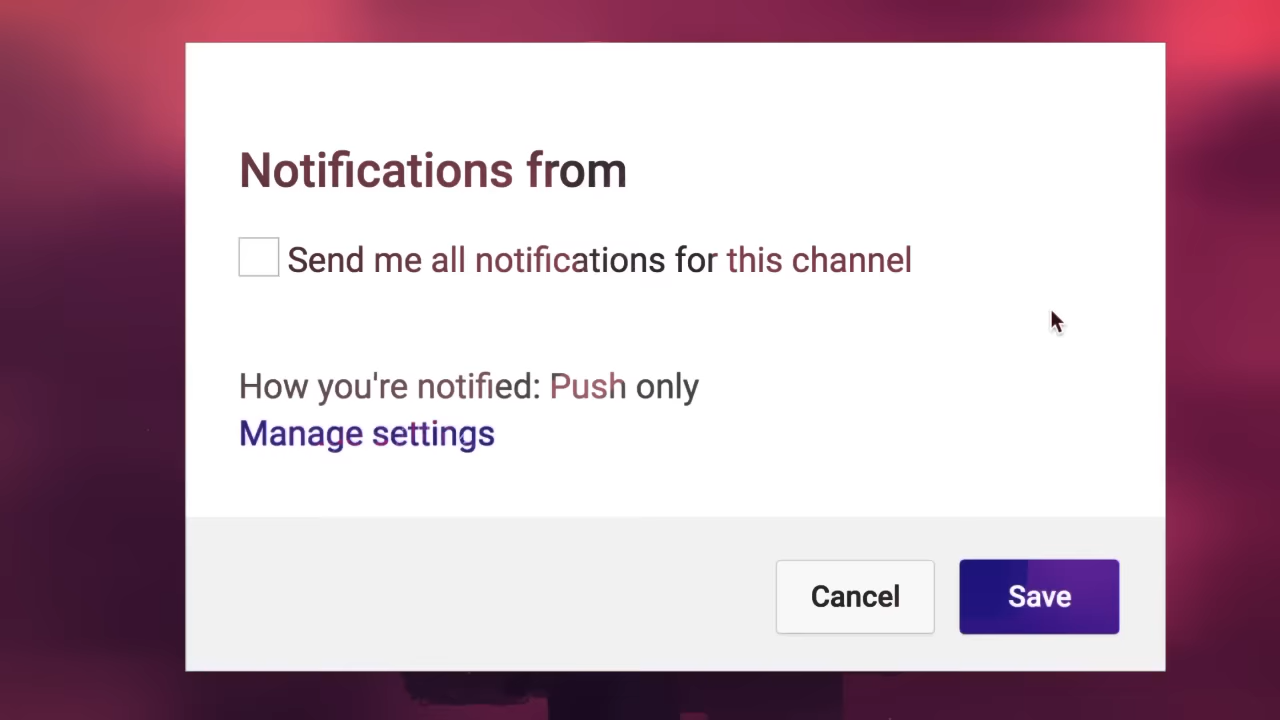 Notifications from
Send me all notifications for this channel
How you're notified: Push only
Manage settings
Cancel
Save